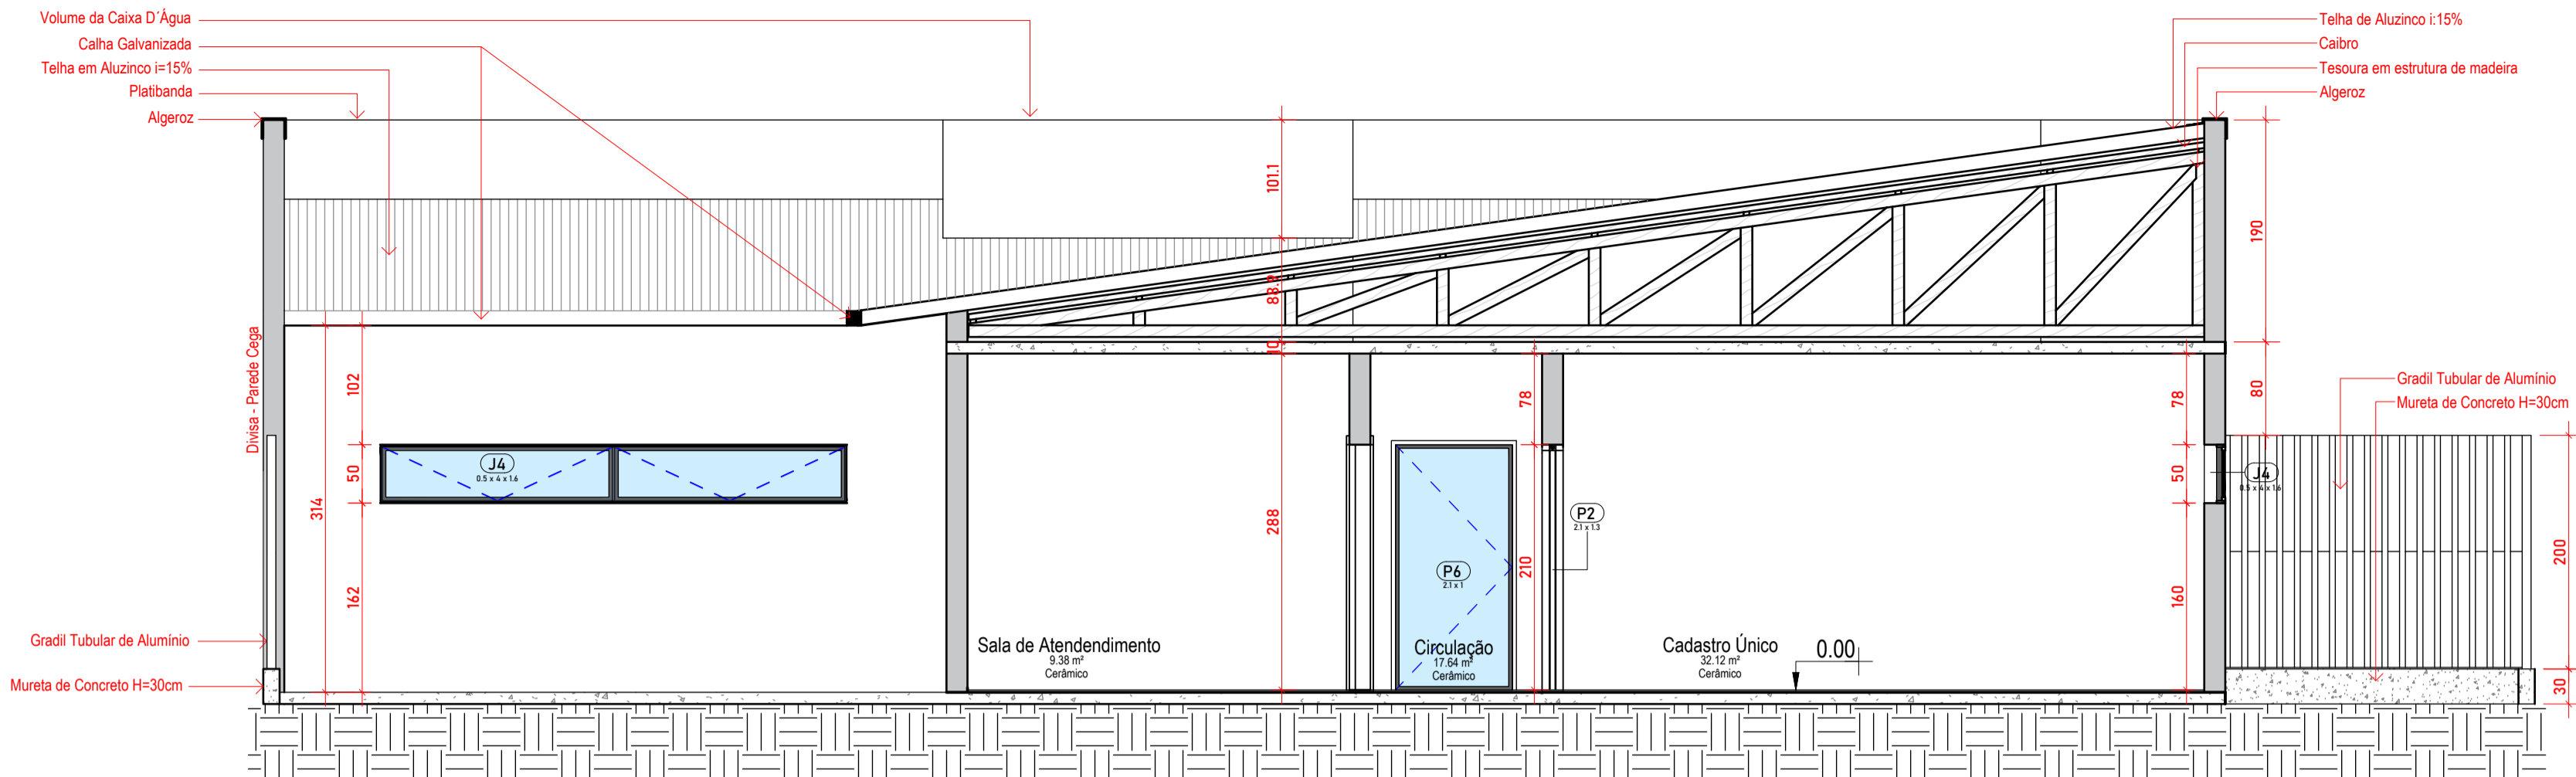 Volume da Caixa D´Água
Calha Galvanizada
Telha em Aluzinco i=15%
Platibanda
Algeroz
Telha de Aluzinco i:15%
Caibro
Tesoura em estrutura de madeira
Algeroz
101.1
190
88.9
10
Divisa - Parede Cega
102
50
314
162
J4
0.5 x 4 x 1.6
288
78
210
P6
2.1 x 1
P2
2.1 x 1.3
78
50
160
80
J4
0.5 x 4 x 1.6
Gradil Tubular de Alumínio
Mureta de Concreto H=30cm
200
30
Gradil Tubular de Alumínio
Mureta de Concreto H=30cm
Sala de Atendendimento
9.38 m²
Cerâmico
Circulação
17.64 m²
Cerâmico
Cadastro Único
32.12 m²
Cerâmico
0.00